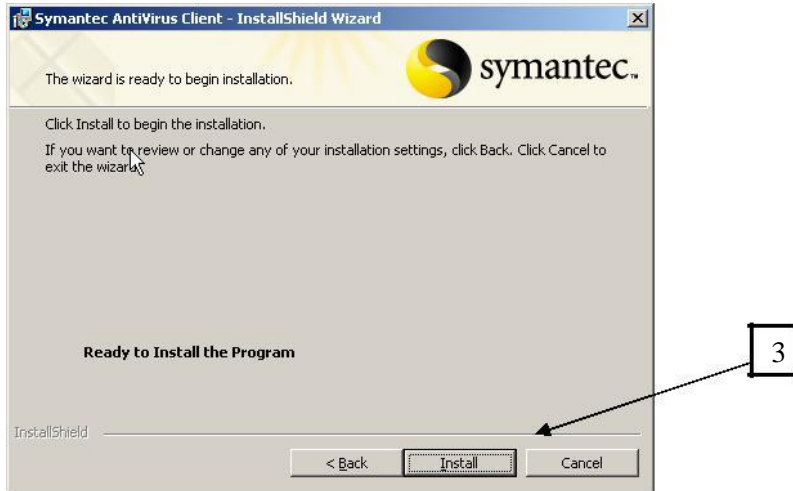 Symantec AntiVirus Client - InstallShield Wizard
symantec.
The wizard is ready to begin installation.
Click Install to begin the installation.
If you want to review or change any of your installation settings, click Back. Click Cancel to
exit the wizard.
Ready to Install the Program
3
InstallShield
< Back Install Cancel